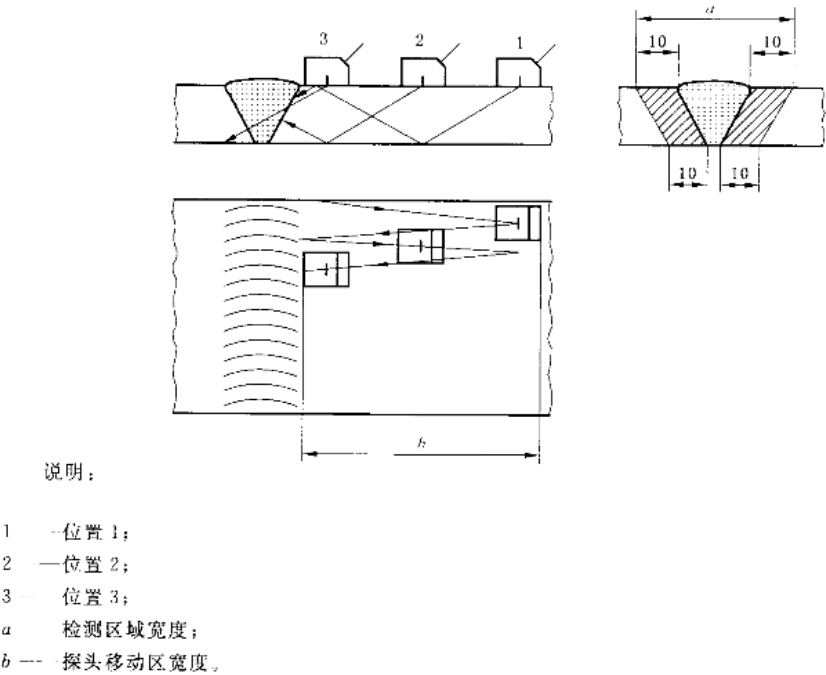 3 2 1
a
10 10
10 10
b
说明：
1 —位置1；
2 —位置2；
3 — 位置3；
a 检测区域宽度；
b —- 探头移动区宽度。